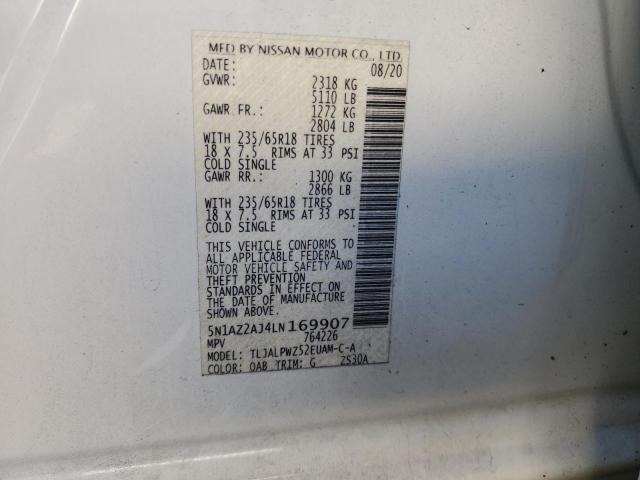 MFD BY NISSAN MOTOR CO., LTD
DATE: 08/20
GVWR: 2318 KG
5110 LB
GAWR FR.: 1272 KG
2804 LB
WITH 235/65R18 TIRES
18 X 7.5 RIMS AT 33 PSI
COLD SINGLE
GAWR RR.: 1300 KG
2866 LB
WITH 235/65R18 TIRES
18 X 7.5 RIMS AT 33 PSI
COLD SINGLE
THIS VEHICLE CONFORMS TO
ALL APPLICABLE FEDERAL
MOTOR VEHICLE SAFETY AND
THEFT PREVENTION
STANDARDS IN EFFECT ON
THE DATE OF MANUFACTURE
SHOWN ABOVE.
5N1AZ2AJ4LN169907
MPV 764226
MODEL: TLJALPWZ52EUAM-C-A
COLOR: QAB TRIM: G ZS30A